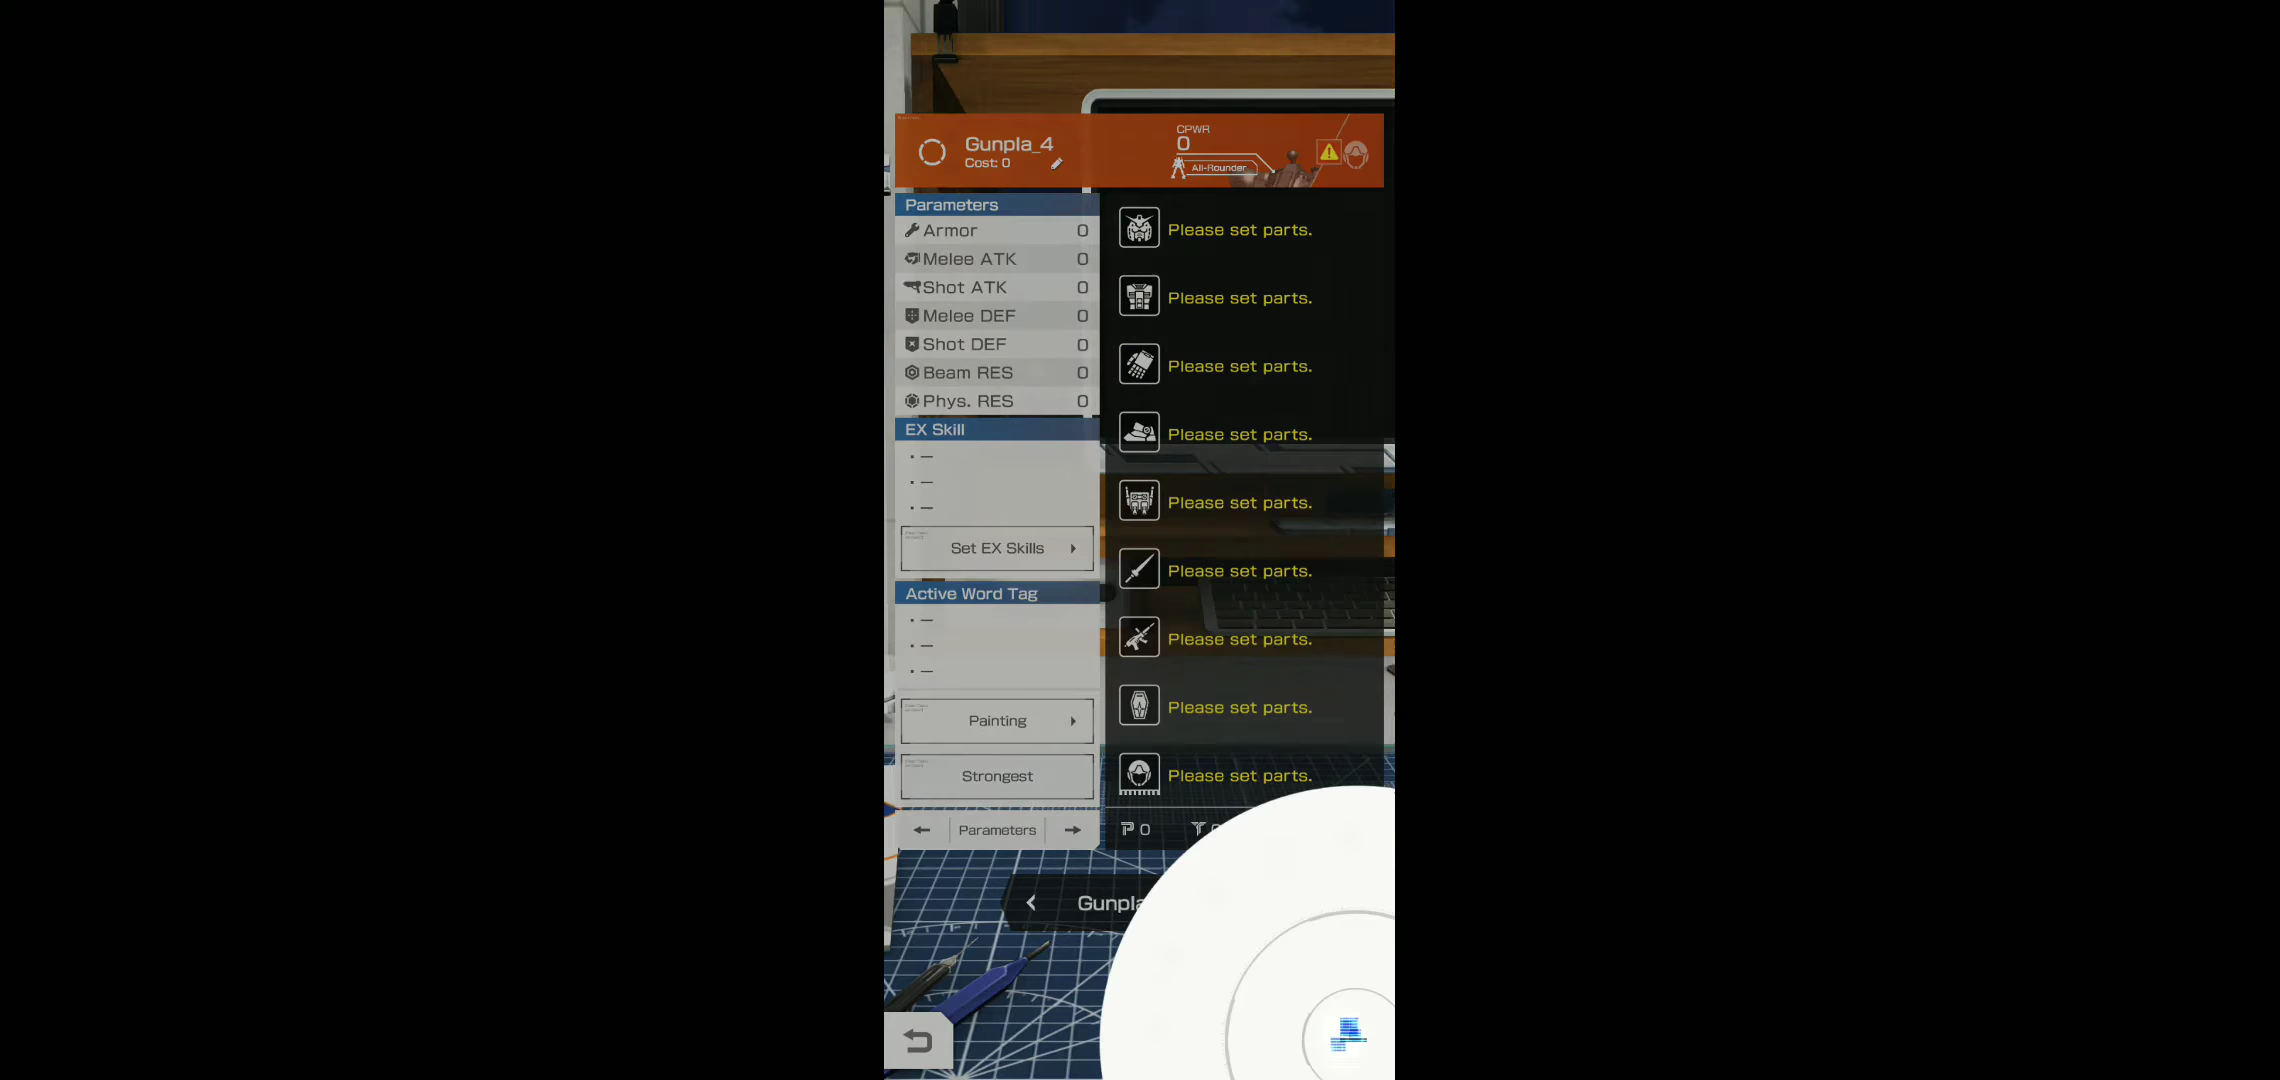 Gunpla_4
Cost: 0
CPWR
0
All-Rounder
Parameters
Armor 0
Melee ATK 0
Shot ATK 0
Melee DEF 0
Shot DEF 0
Beam RES 0
Phys. RES 0
EX Skill
· —
· —
· —
Set EX Skills
Active Word Tag
· —
· —
· —
Painting
Strongest
Parameters
Please set parts.
Please set parts.
Please set parts.
Please set parts.
Please set parts.
Please set parts.
Please set parts.
Please set parts.
Please set parts.
P 0
T
Gunpla